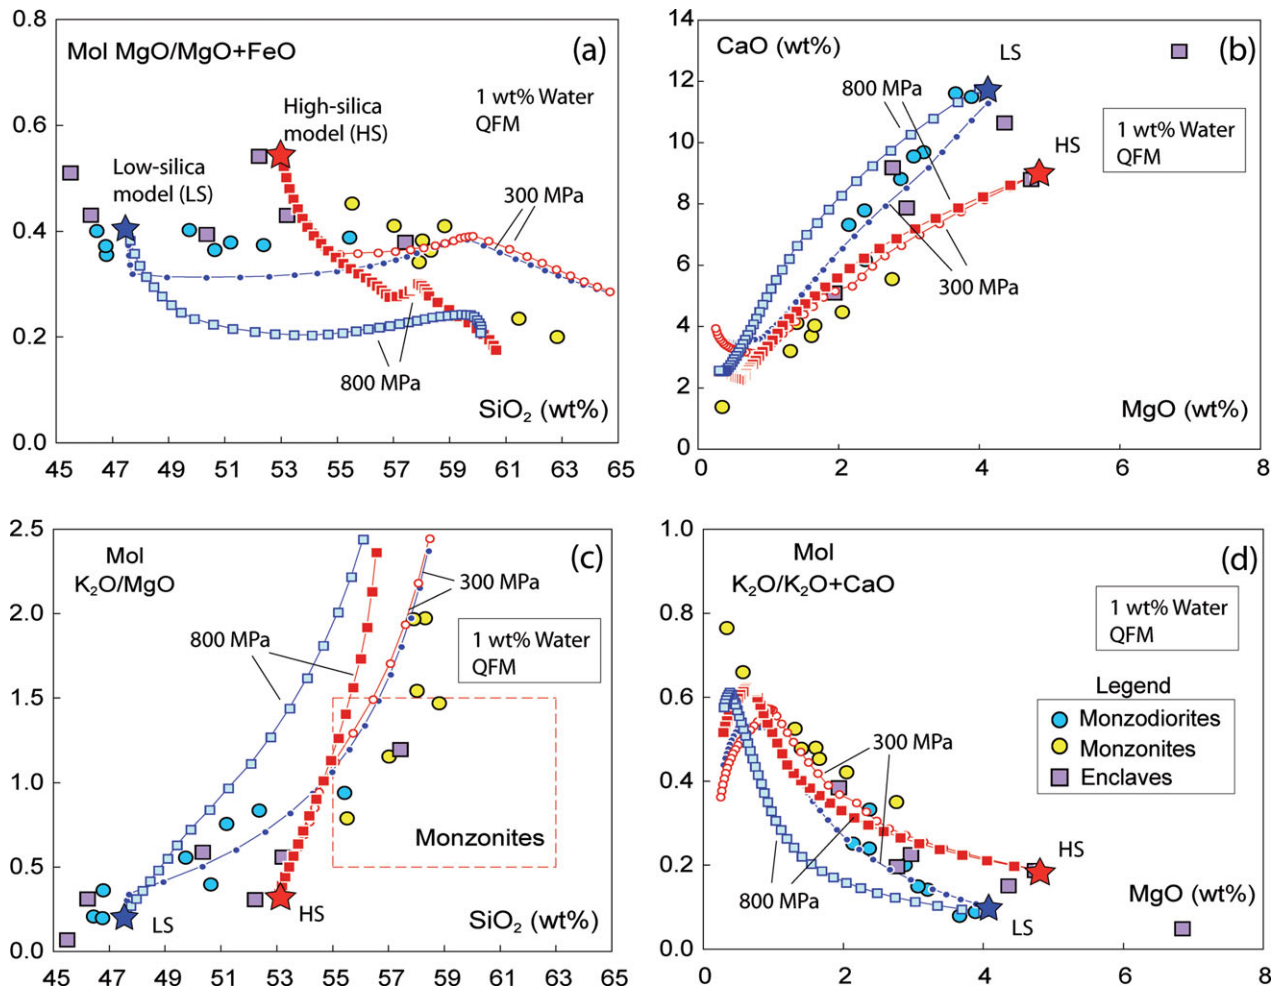 0.8
Mol MgO/MgO+FeO
(a)
High-silica
model (HS)
1 wt% Water
QFM
0.6
Low-silica
model (LS)
300 MPa
0.4
0.2
800 MPa
SiO₂ (wt%)
0.0
45 47 49 51 53 55 57 59 61 63 65
14
CaO (wt%)
(b)
LS
12
800 MPa
1 wt% Water
QFM
10
HS
8
6
300 MPa
4
2
MgO (wt%)
0
0 2 4 6 8
2.5
Mol
K₂O/MgO
(c)
300 MPa
2.0
800 MPa
1 wt% Water
QFM
1.5
1.0
Monzonites
0.5
LS
HS
SiO₂ (wt%)
0.0
45 47 49 51 53 55 57 59 61 63 65
1.0
Mol
K₂O/K₂O+CaO
(d)
1 wt% Water
QFM
0.8
Legend
Monzodiorites
Monzonites
Enclaves
0.6
300 MPa
0.4
HS
0.2
800 MPa
LS
MgO (wt%)
0.0
0 2 4 6 8